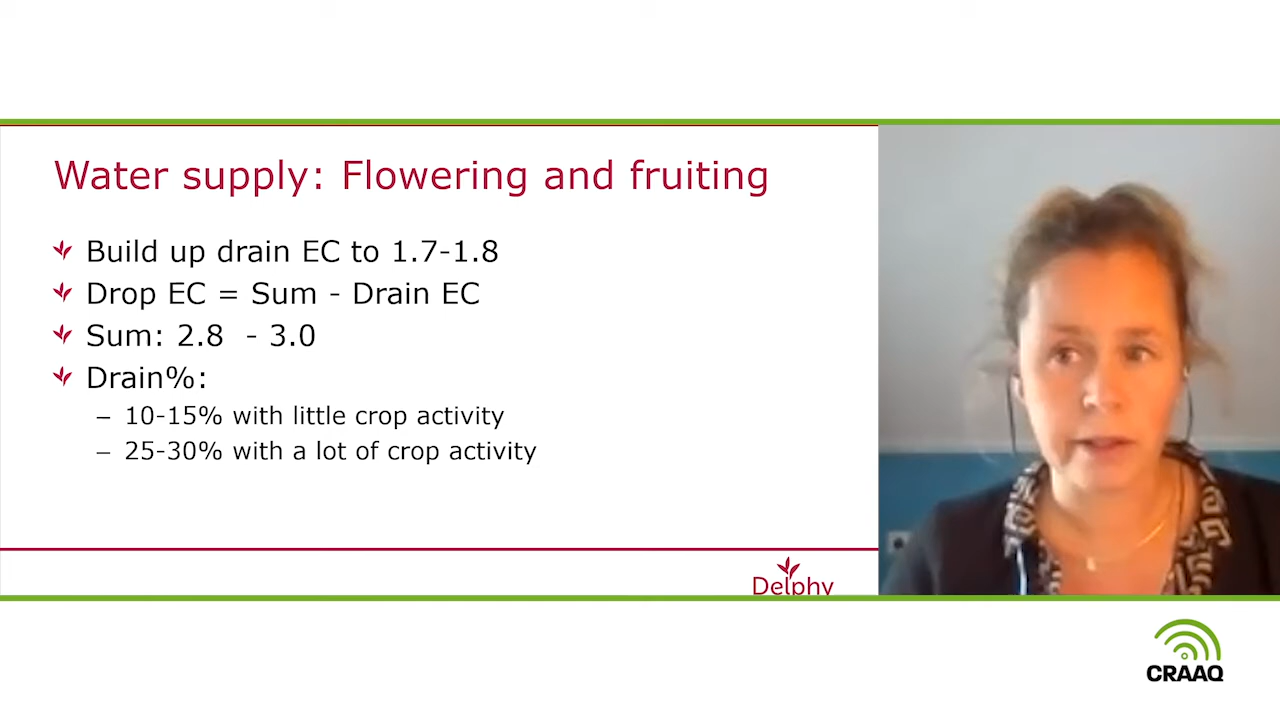 Water supply: Flowering and fruiting
Build up drain EC to 1.7-1.8
Drop EC = Sum - Drain EC
Sum: 2.8 - 3.0
Drain%:
– 10-15% with little crop activity
– 25-30% with a lot of crop activity
Delphy
CRAAQ